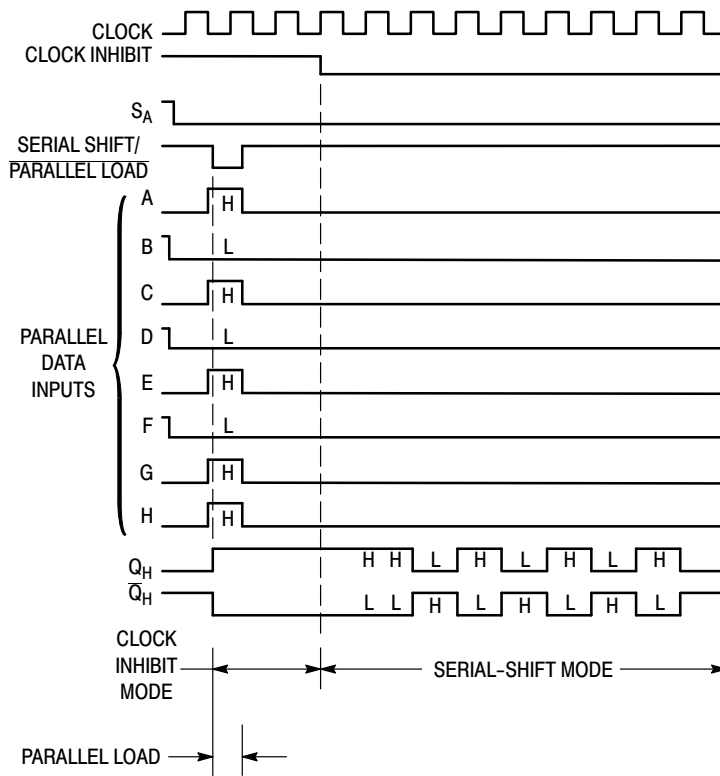 CLOCK
CLOCK INHIBIT
S_A
SERIAL SHIFT/
PARALLEL LOAD
A H
B L
C H
D L
PARALLEL
DATA
INPUTS
E H
F L
G H
H H
Q_H H H L H L H L H
Q̅_H L L H L H L H L
CLOCK
INHIBIT
MODE
SERIAL-SHIFT MODE
PARALLEL LOAD